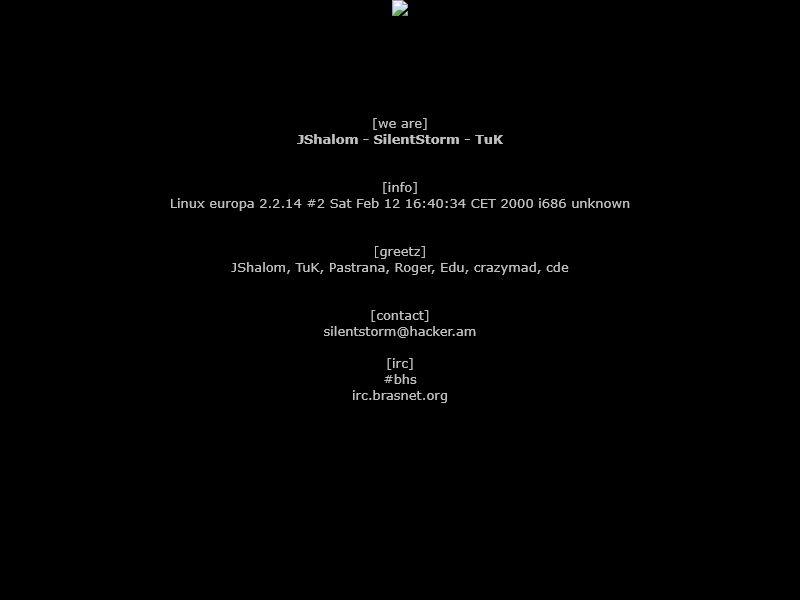 [we are]
JShalom - SilentStorm - TuK
[info]
Linux europa 2.2.14 #2 Sat Feb 12 16:40:34 CET 2000 i686 unknown
[greetz]
JShalom, TuK, Pastrana, Roger, Edu, crazymad, cde
[contact]
silentstorm@hacker.am
[irc]
#bhs
irc.brasnet.org